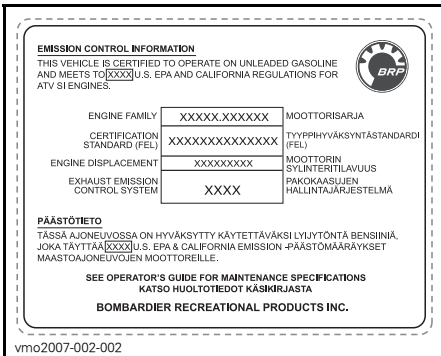 EMISSION CONTROL INFORMATION
THIS VEHICLE IS CERTIFIED TO OPERATE ON UNLEADED GASOLINE
AND MEETS TO XXXX U.S. EPA AND CALIFORNIA REGULATIONS FOR
ATV SI ENGINES.
BRP
ENGINE FAMILY XXXXX.XXXXXX MOOTTORISARJA
CERTIFICATION STANDARD (FEL) XXXXXXXXXXXXXX TYYPPIHYVÄKSYNTÄSTANDARDI (FEL)
ENGINE DISPLACEMENT XXXXXXXXX MOOTTORIN SYLINTERITILAVUUS
EXHAUST EMISSION CONTROL SYSTEM XXXX PAKOKAASUJEN HALLINTAJÄRJESTELMÄ
PÄÄSTÖTIETO
TÄSSÄ AJONEUVOSSA ON HYVÄKSYTTY KÄYTETTÄVÄKSI LYIJYTÖNTÄ BENSIINIÄ,
JOKA TÄYTTÄÄ XXXX U.S. EPA & CALIFORNIA EMISSION -PÄÄSTÖMÄÄRÄYKSET
MAASTOAJONEUVOJEN MOOTTOREILLE.
SEE OPERATOR'S GUIDE FOR MAINTENANCE SPECIFICATIONS
KATSO HUOLTOTIEDOT KÄSIKIRJASTA
BOMBARDIER RECREATIONAL PRODUCTS INC.
vmo2007-002-002